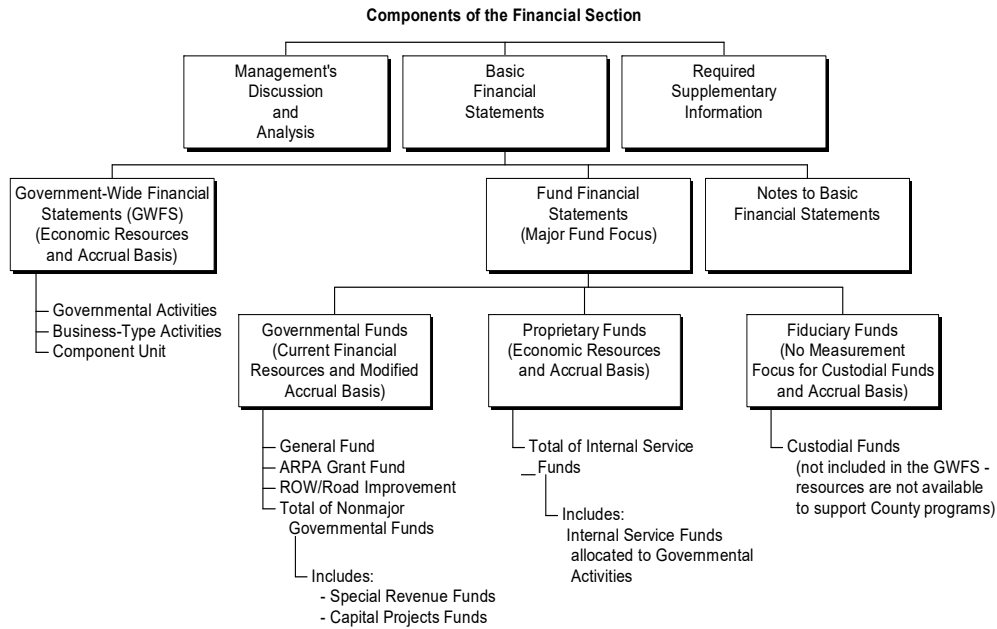 Components of the Financial Section
Management's
Discussion
and
Analysis
Basic
Financial
Statements
Required
Supplementary
Information
Government-Wide Financial
Statements (GWFS)
(Economic Resources
and Accrual Basis)
Fund Financial
Statements
(Major Fund Focus)
Notes to Basic
Financial Statements
Governmental Activities
Business-Type Activities
Component Unit
Governmental Funds
(Current Financial
Resources and Modified
Accrual Basis)
Proprietary Funds
(Economic Resources
and Accrual Basis)
Fiduciary Funds
(No Measurement
Focus for Custodial Funds
and Accrual Basis)
General Fund
ARPA Grant Fund
ROW/Road Improvement
Total of Nonmajor
Governmental Funds
Includes:
- Special Revenue Funds
- Capital Projects Funds
Total of Internal Service
Funds
Includes:
Internal Service Funds
allocated to Governmental
Activities
Custodial Funds
(not included in the GWFS -
resources are not available
to support County programs)